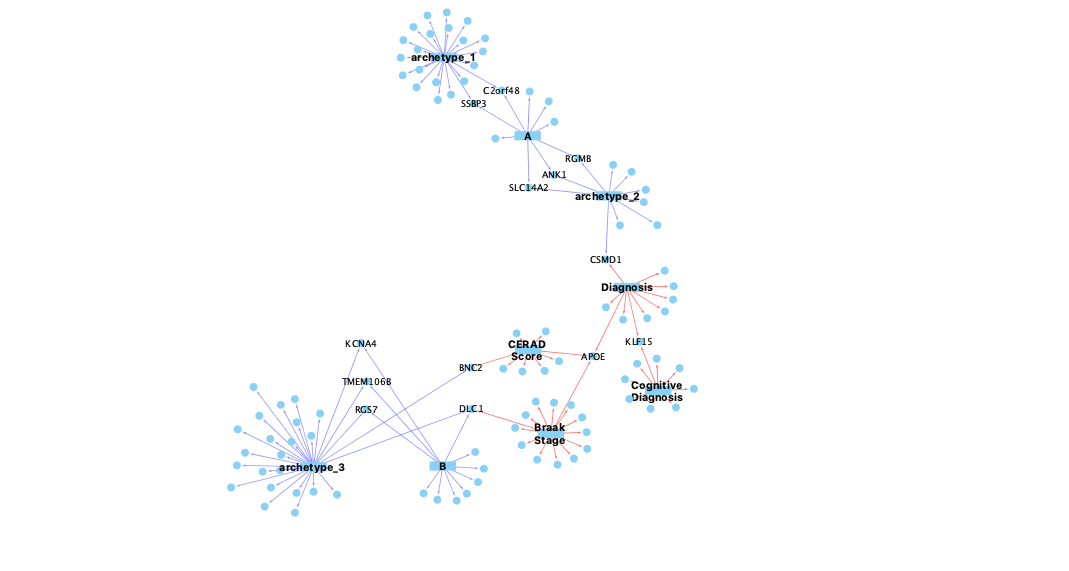 archetype_1
C2orf48
SSBP3
A
RGMB
ANK1
SLC14A2
archetype_2
CSMD1
Diagnosis
KCNA4
CERAD
Score
KLF15
APOE
BNC2
TMEM106B
Cognitive
Diagnosis
RGS7
DLC1
Braak
Stage
archetype_3
B